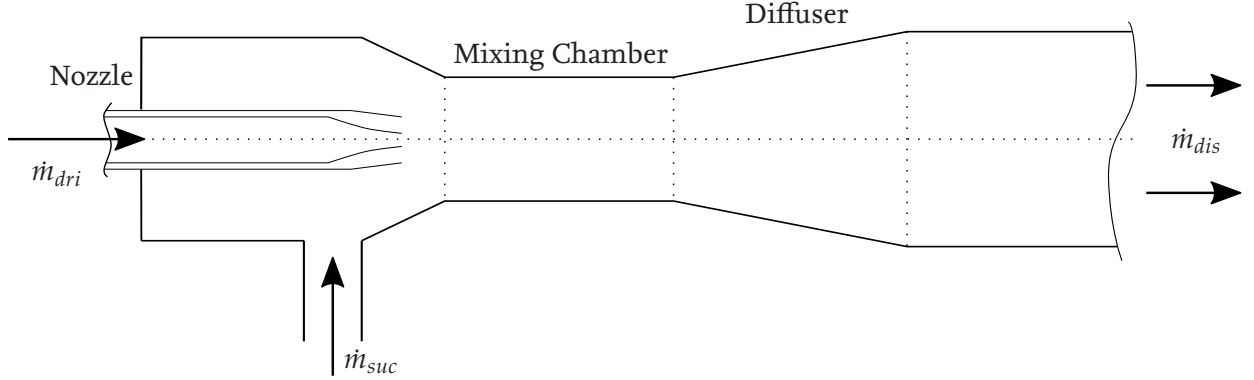 Diffuser
Mixing Chamber
Nozzle
ṁ_dri
ṁ_dis
ṁ_suc